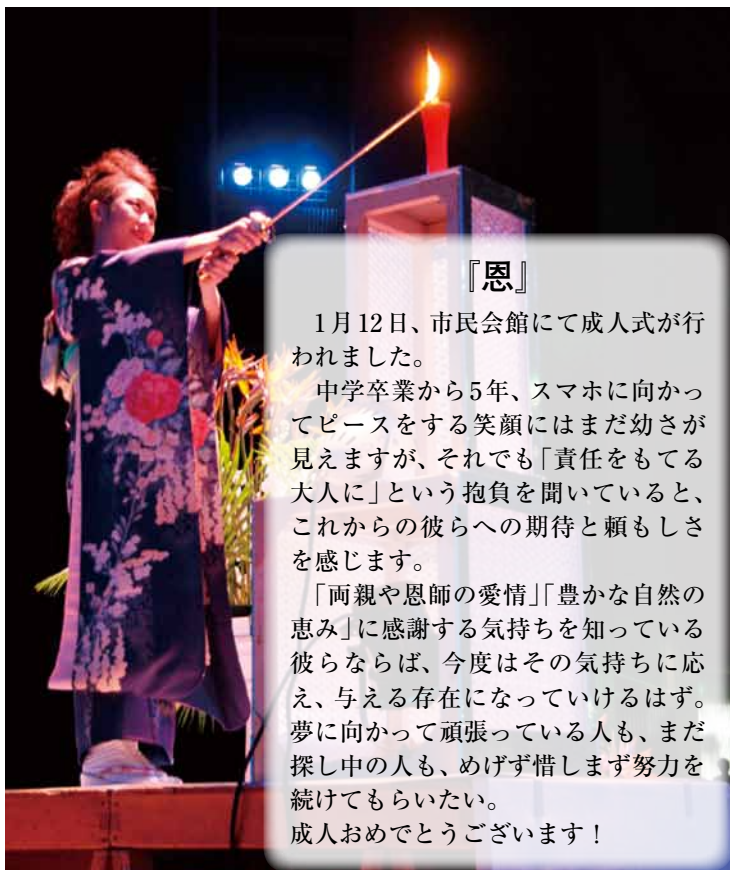 『恩』
　1月12日、市民会館にて成人式が行
われました。
　中学卒業から5年、スマホに向かっ
てピースをする笑顔にはまだ幼さが
見えますが、それでも「責任をもてる
大人に」という抱負を聞いていると、
これからの彼らへの期待と頼もしさ
を感じます。
　「両親や恩師の愛情」「豊かな自然の
恵み」に感謝する気持ちを知っている
彼らならば、今度はその気持ちに応
え、与える存在になっていけるはず。
夢に向かって頑張っている人も、まだ
探し中の人も、めげず惜しまず努力を
続けてもらいたい。
成人おめでとうございます！